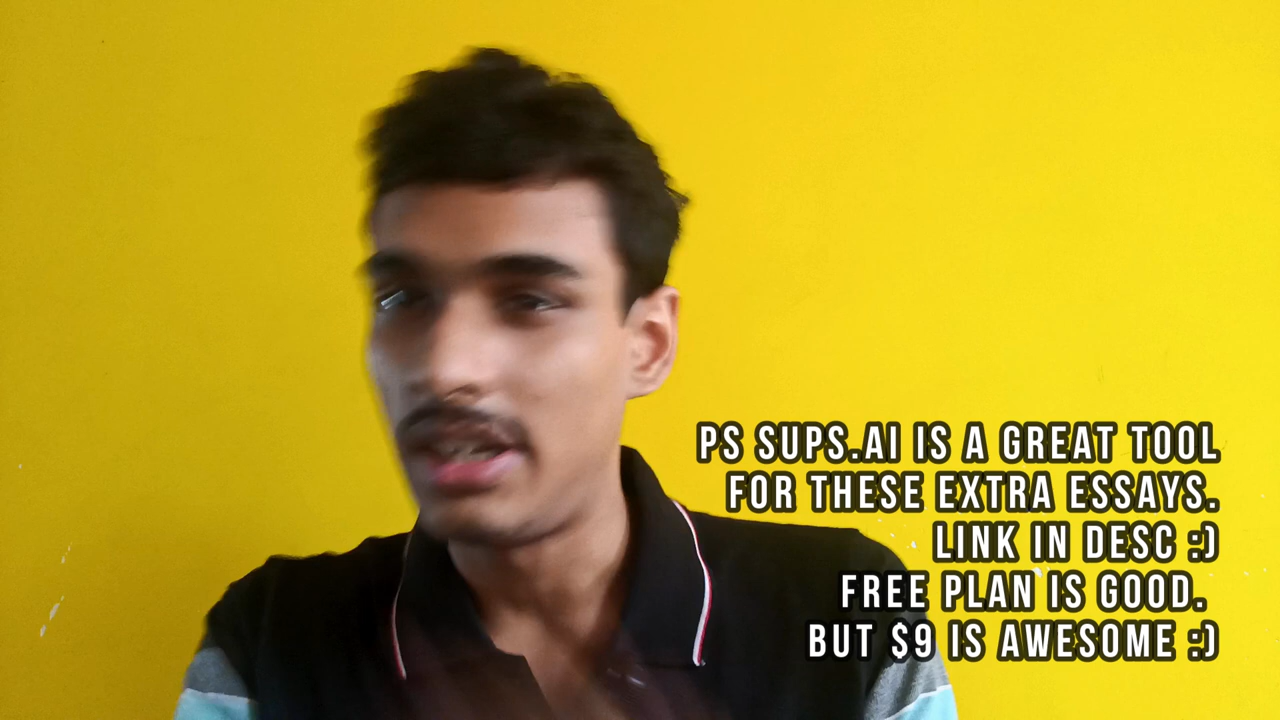 PS SUPS.AI IS A GREAT TOOL
FOR THESE EXTRA ESSAYS.
LINK IN DESC :)
FREE PLAN IS GOOD.
BUT $9 IS AWESOME :)